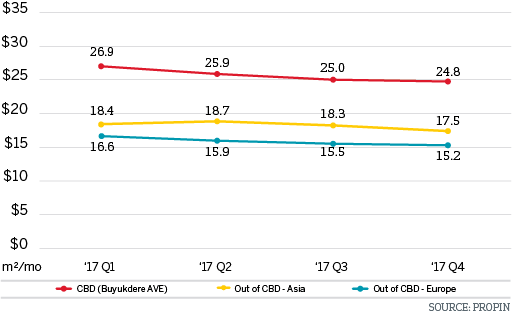 $35
$30
26.9 25.9 25.0 24.8
$25
$20
18.4 18.7 18.3 17.5
$15
16.6 15.9 15.5 15.2
$10
$5
$0
m²/mo '17 Q1 '17 Q2 '17 Q3 '17 Q4
CBD (Buyukdere AVE) Out of CBD - Asia Out of CBD - Europe
SOURCE: PROPIN